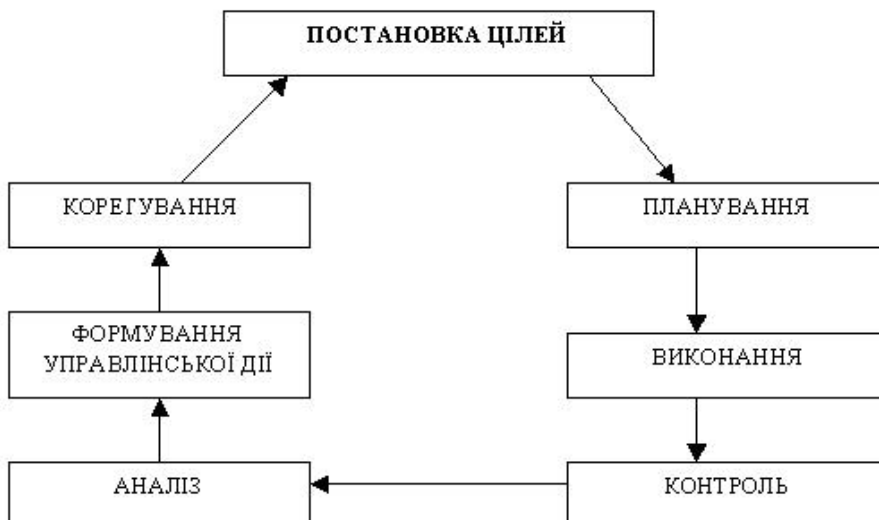 ПОСТАНОВКА ЦІЛЕЙ
КОРЕГУВАННЯ
ПЛАНУВАННЯ
ФОРМУВАННЯ
УПРАВЛІНСЬКОЇ ДІЇ
ВИКОНАННЯ
АНАЛІЗ
КОНТРОЛЬ